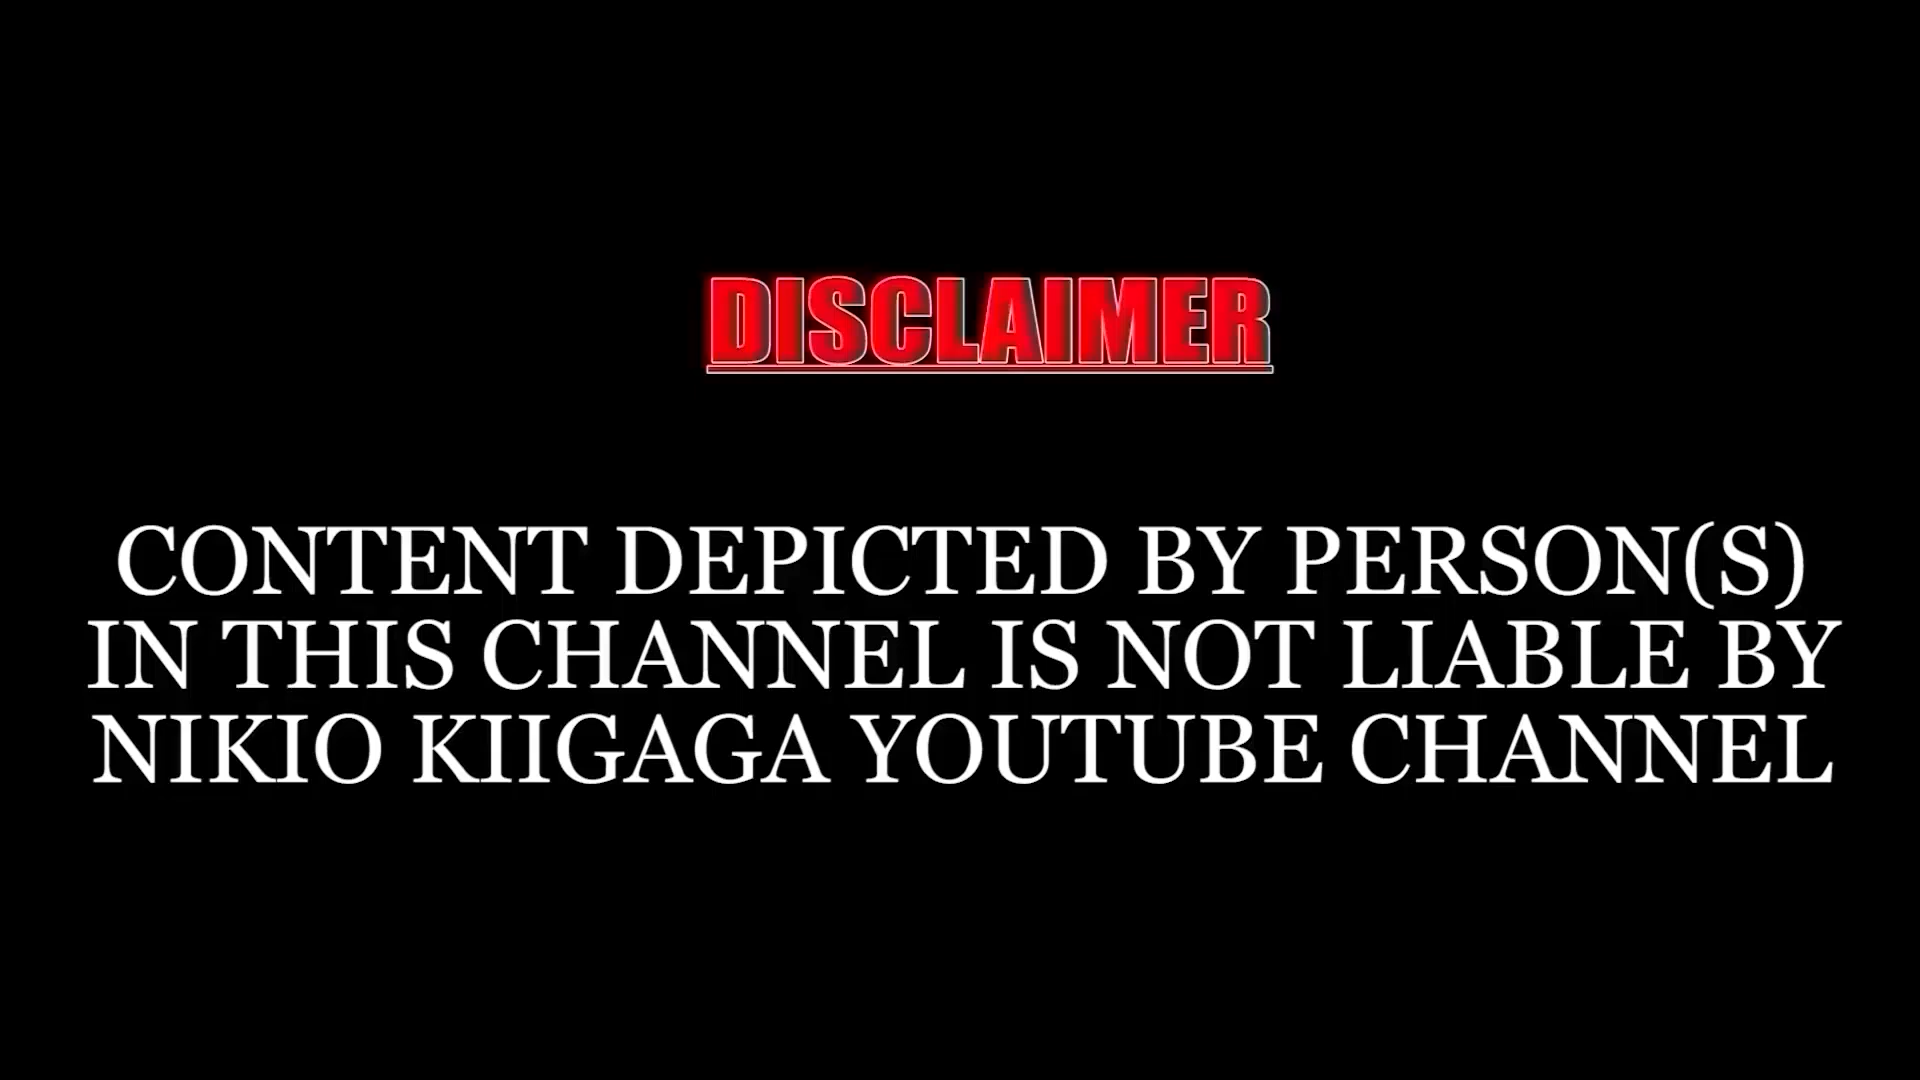 DISCLAIMER
CONTENT DEPICTED BY PERSON(S)
IN THIS CHANNEL IS NOT LIABLE BY
NIKIO KIIGAGA YOUTUBE CHANNEL